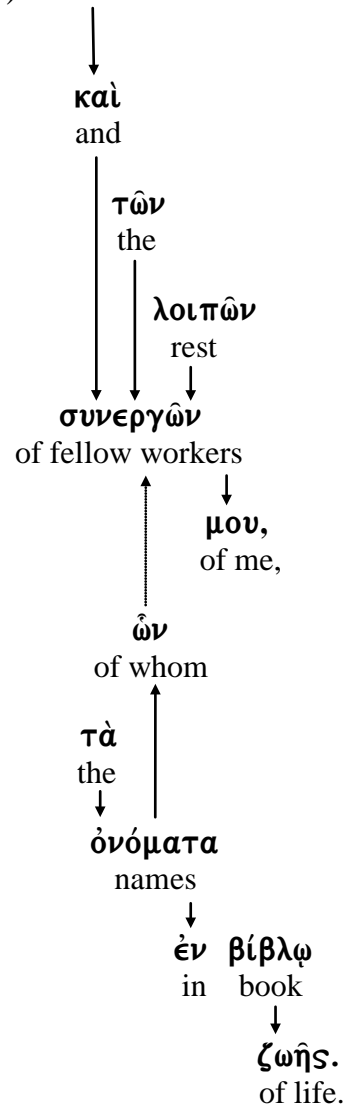 )
καὶ
and
τῶν
the
λοιπῶν
rest
συνεργῶν
of fellow workers
μου,
of me,
ὧν
of whom
τὰ
the
ὀνόματα
names
ἐν βίβλῳ
in book
ζωῆς.
of life.